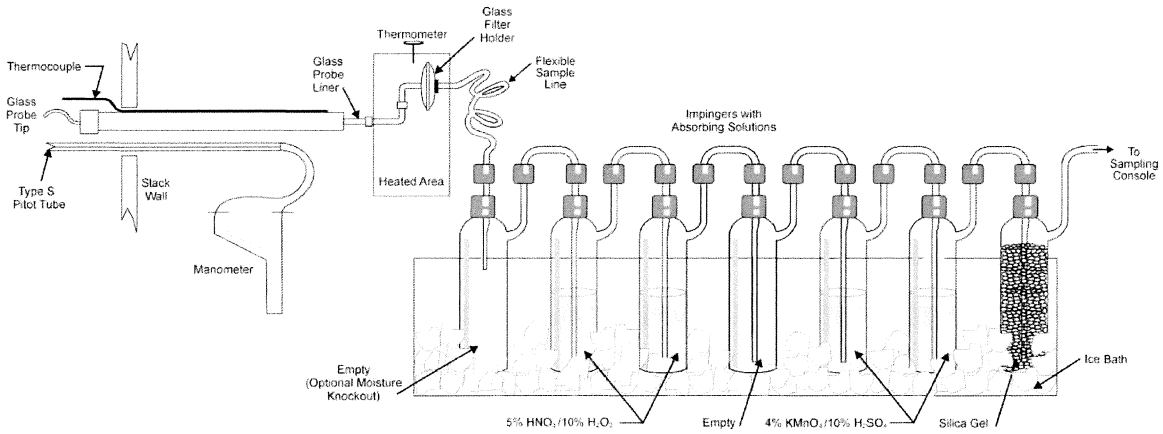 Glass
Filter
Holder
Thermometer
Thermocouple
Glass
Probe
Liner
Flexible
Sample
Line
Glass
Probe
Tip
Impingers with
Absorbing Solutions
To
Sampling
Console
Type S
Pitot Tube
Stack
Wall
Heated Area
Manometer
Empty
(Optional Moisture
Knockout)
Ice Bath
5% HNO₃/10% H₂O₂
Empty
4% KMnO₄/10% H₂SO₄
Silica Gel